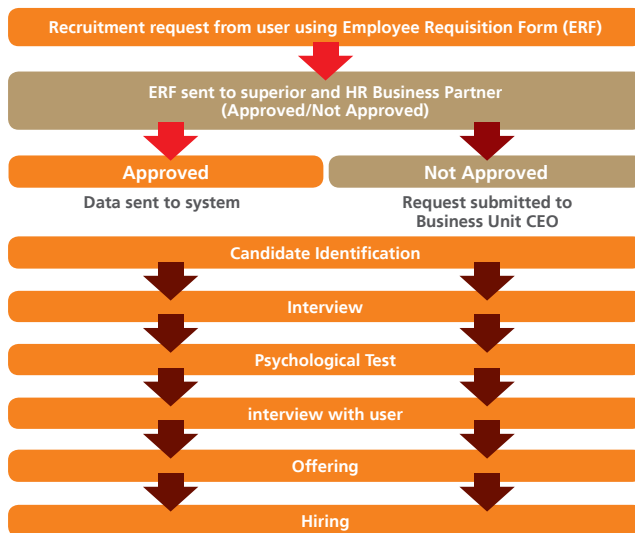 Recruitment request from user using Employee Requisition Form (ERF)
ERF sent to superior and HR Business Partner
(Approved/Not Approved)
Approved
Not Approved
Data sent to system
Request submitted to
Business Unit CEO
Candidate Identification
Interview
Psychological Test
interview with user
Offering
Hiring